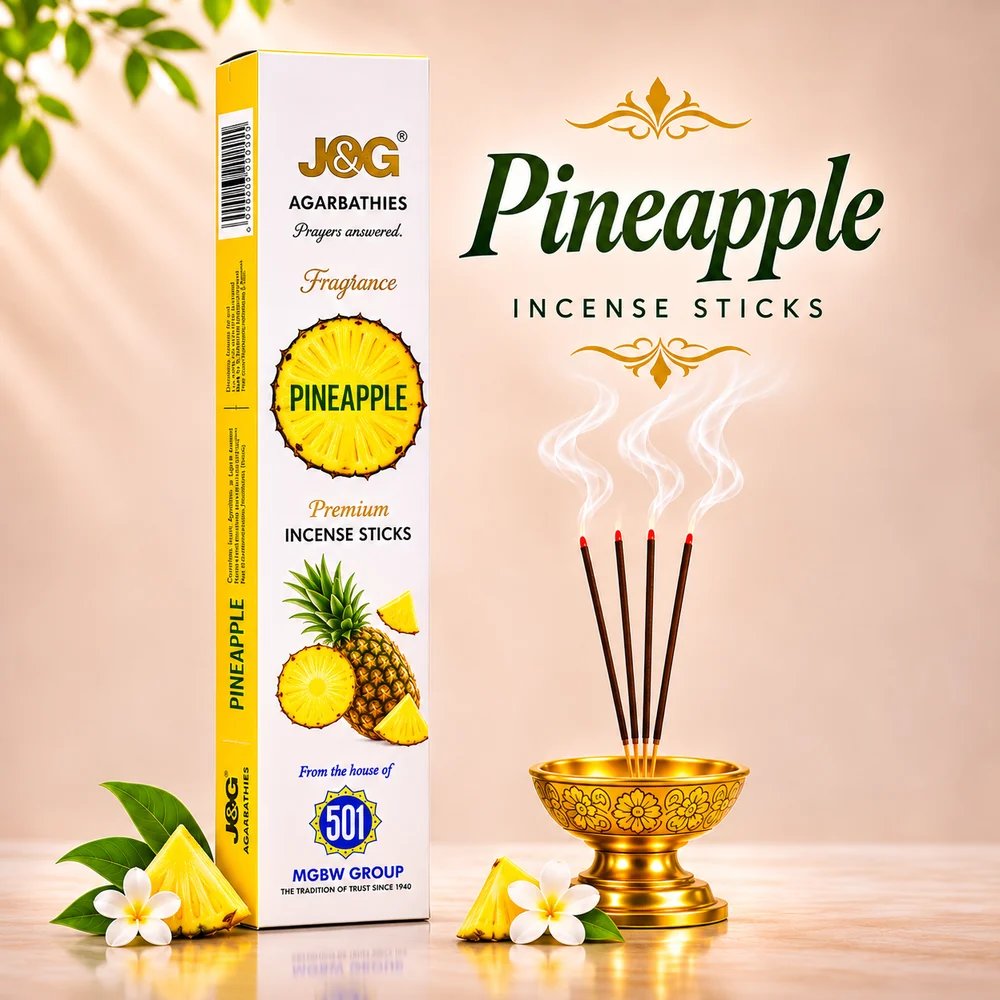 J&G®
AGARBATHIES
Prayers answered.
Fragrance
PINEAPPLE
Premium
INCENSE STICKS
From the house of
501
MGBW GROUP
THE TRADITION OF TRUST SINCE 1940
PINEAPPLE
J&G®
AGARBATHIES
Pineapple
INCENSE STICKS